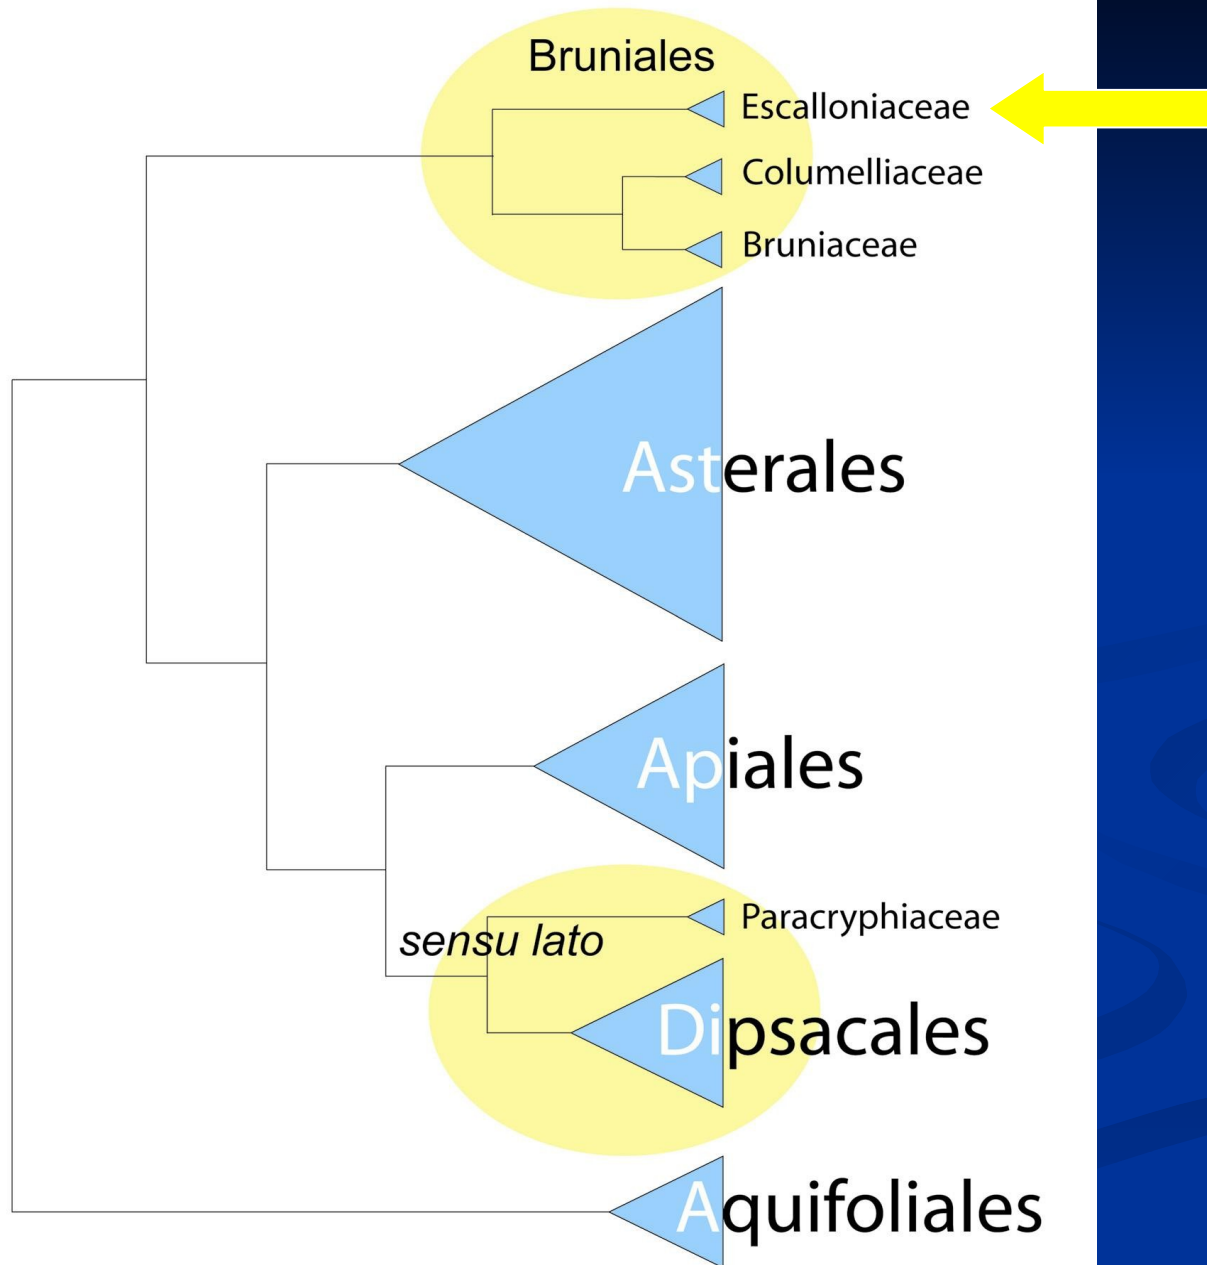 Bruniales
Escalloniaceae
Columelliaceae
Bruniaceae
Asterales
Apiales
Paracryphiaceae
sensu lato
Dipsacales
Aquifoliales